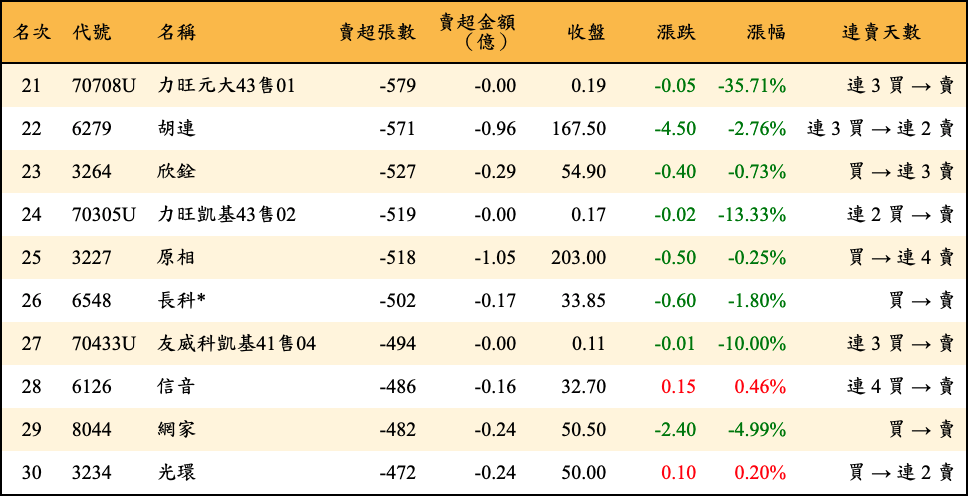 名次 代號 名稱 賣超張數 賣超金額（億） 收盤 漲跌 漲幅 連賣天數
21 70708U 力旺元大43售01 -579 -0.00 0.19 -0.05 -35.71% 連 3 買 → 賣
22 6279 胡連 -571 -0.96 167.50 -4.50 -2.76% 連 3 買 → 連 2 賣
23 3264 欣銓 -527 -0.29 54.90 -0.40 -0.73% 買 → 連 3 賣
24 70305U 力旺凱基43售02 -519 -0.00 0.17 -0.02 -13.33% 連 2 買 → 賣
25 3227 原相 -518 -1.05 203.00 -0.50 -0.25% 買 → 連 4 賣
26 6548 長科* -502 -0.17 33.85 -0.60 -1.80% 買 → 賣
27 70433U 友威科凱基41售04 -494 -0.00 0.11 -0.01 -10.00% 連 3 買 → 賣
28 6126 信音 -486 -0.16 32.70 0.15 0.46% 連 4 買 → 賣
29 8044 網家 -482 -0.24 50.50 -2.40 -4.99% 買 → 賣
30 3234 光環 -472 -0.24 50.00 0.10 0.20% 買 → 連 2 賣